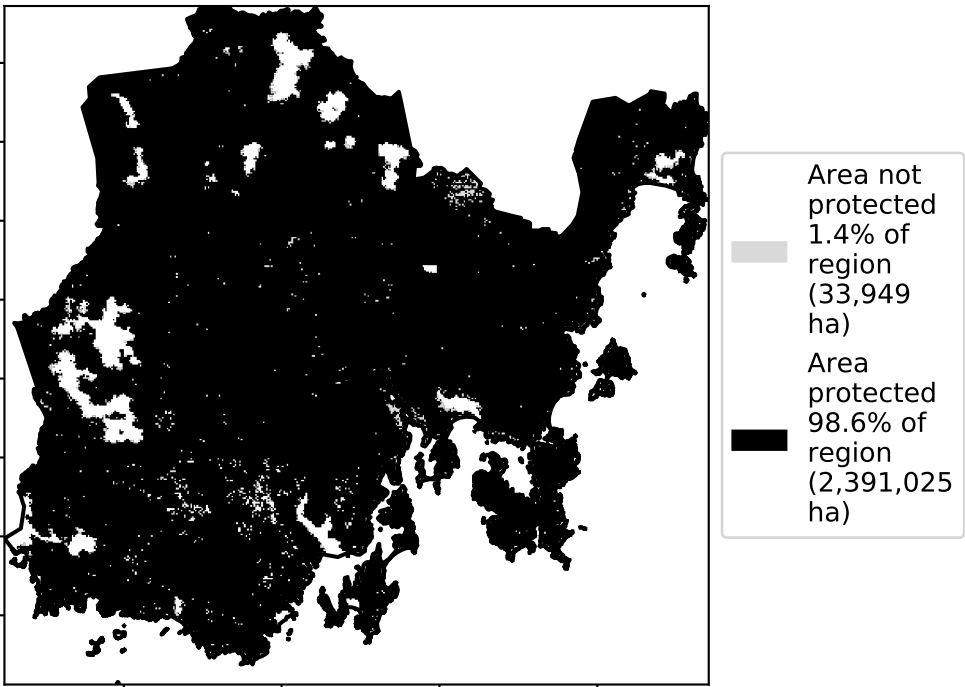 Area not
protected
1.4% of
region
(33,949
ha)
Area
protected
98.6% of
region
(2,391,025
ha)